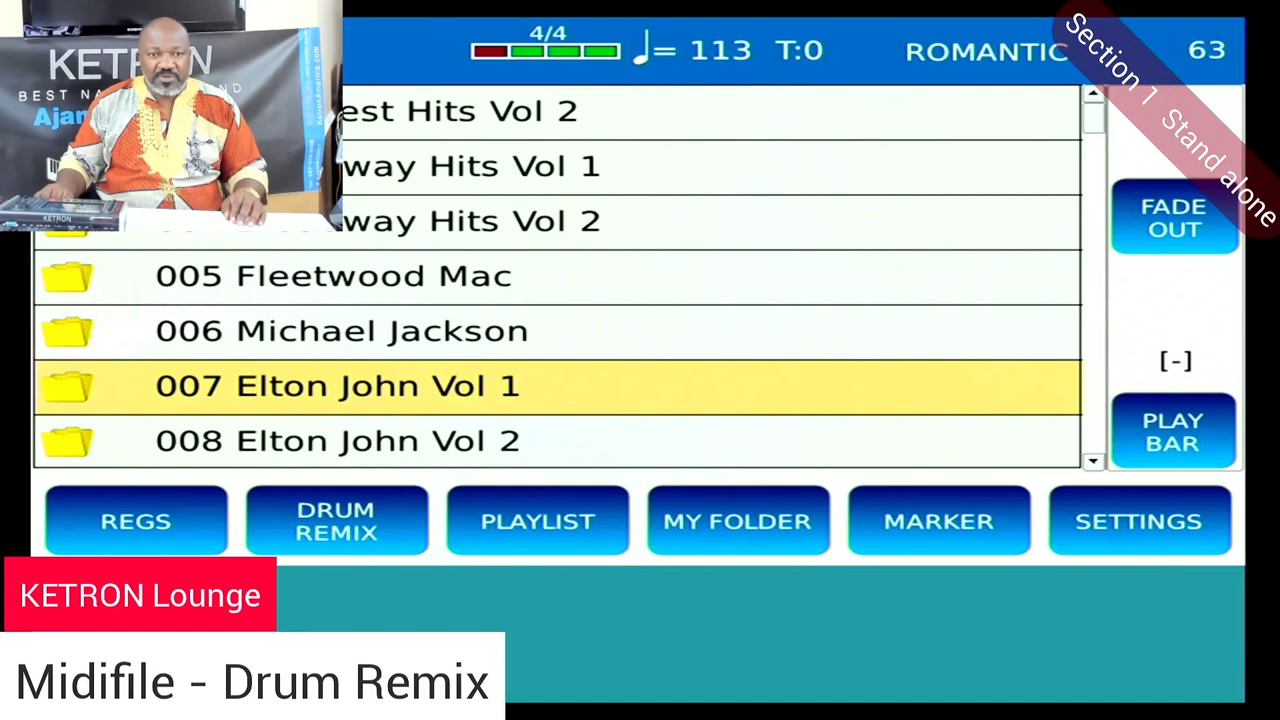 4/4
= 113 T:0
ROMANTIC
63
Section 1 Stand alone
KETRON
BEST
Hits Vol 2
way Hits Vol 1
way Hits Vol 2
005 Fleetwood Mac
006 Michael Jackson
007 Elton John Vol 1
008 Elton John Vol 2
FADE
OUT
[-]
PLAY
BAR
REGS
DRUM
REMIX
PLAYLIST
MY FOLDER
MARKER
SETTINGS
KETRON
KETRON Lounge
Midifile - Drum Remix